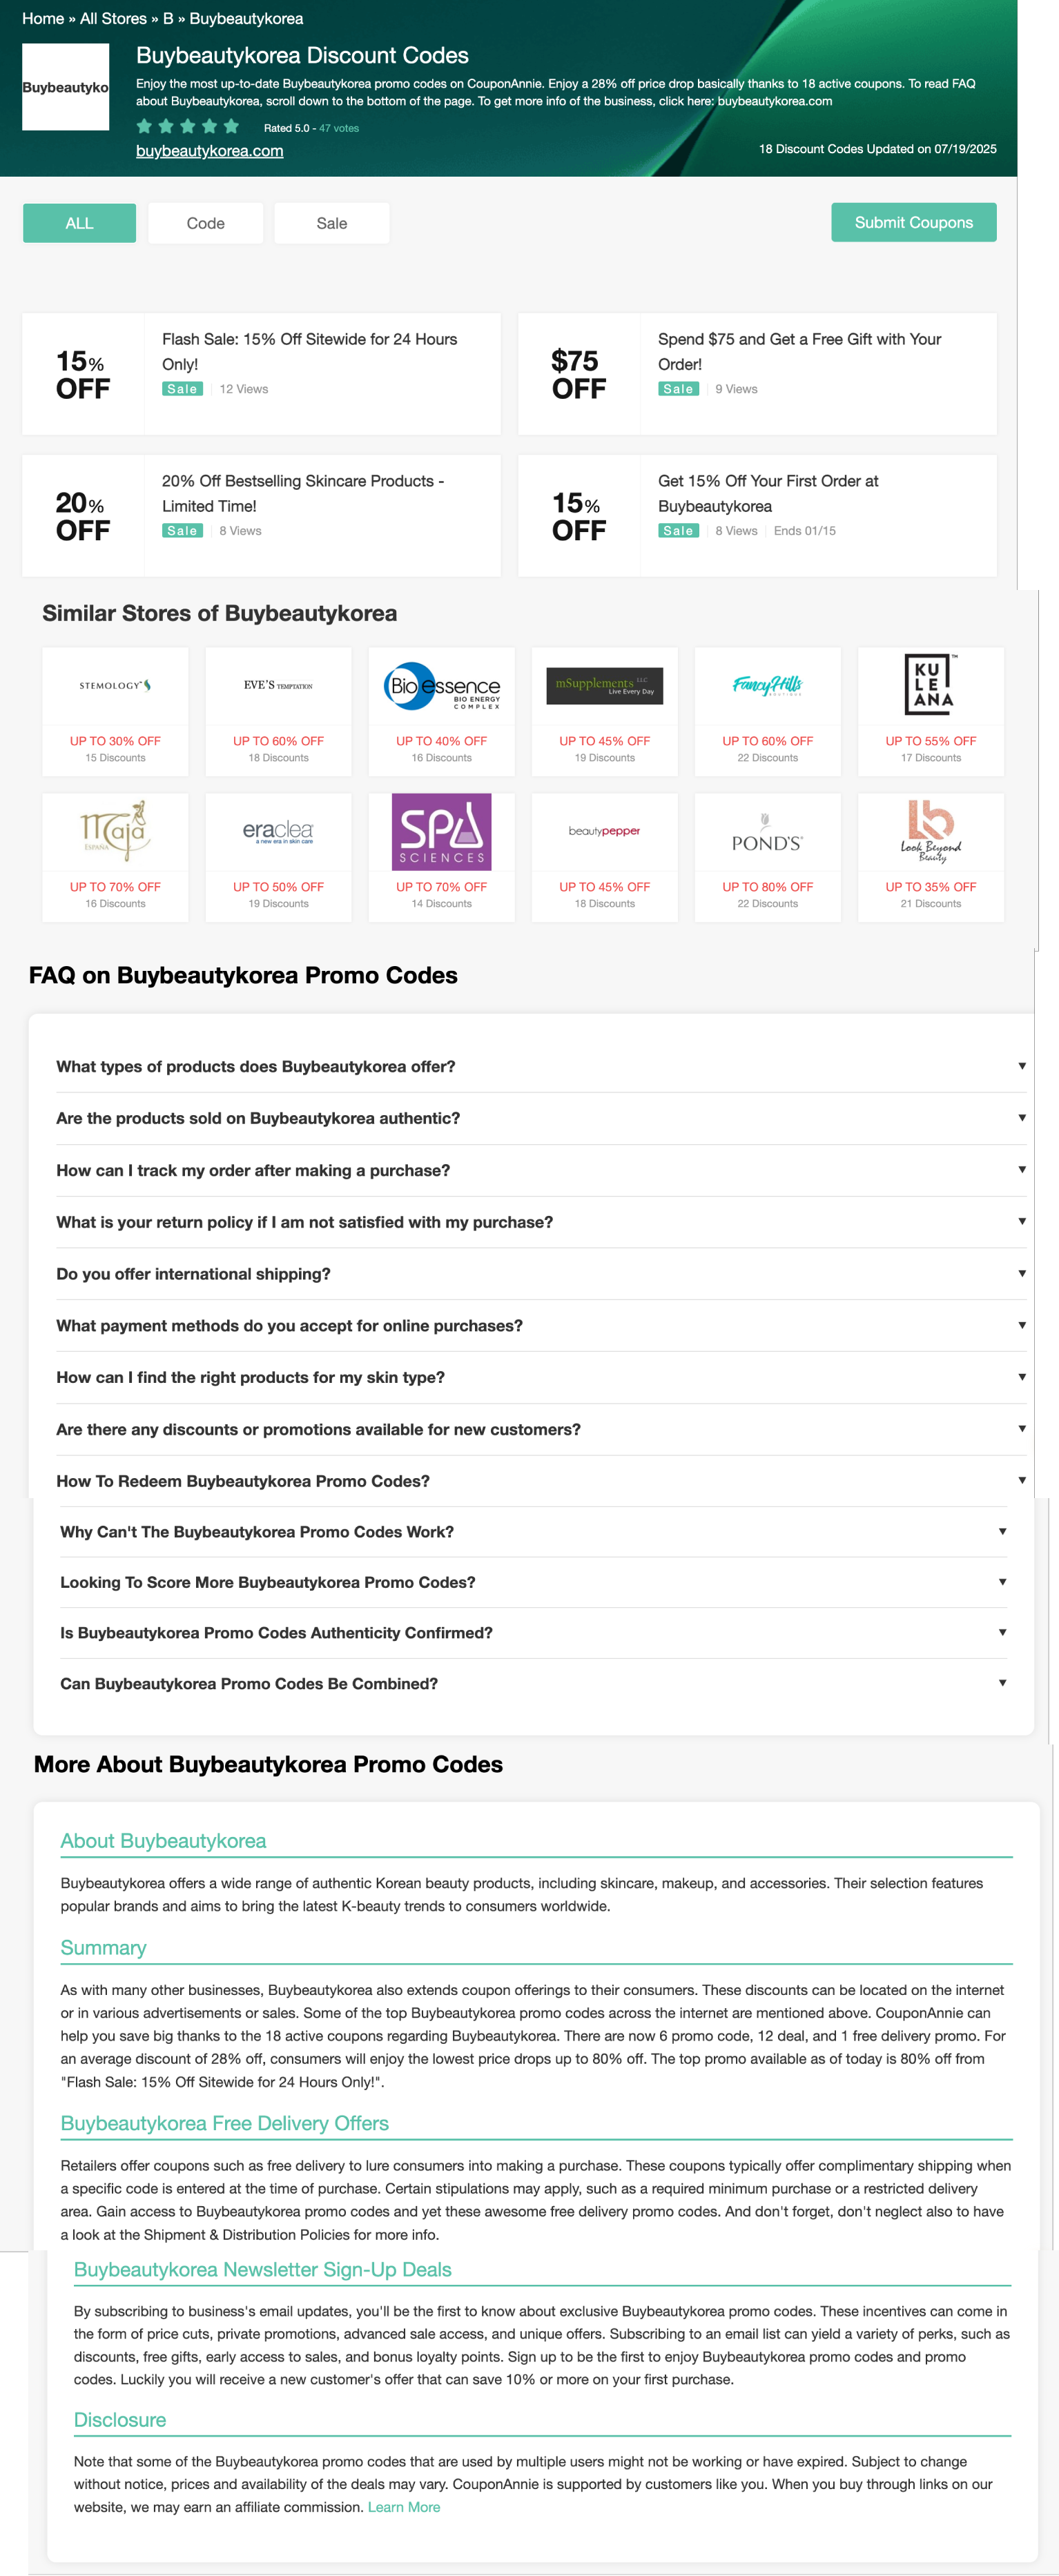 Home » All Stores » B » Buybeautykorea
Buybeautyko
Buybeautykorea Discount Codes
Enjoy the most up-to-date Buybeautykorea promo codes on CouponAnnie. Enjoy a 28% off price drop basically thanks to 18 active coupons. To read FAQ
about Buybeautykorea, scroll down to the bottom of the page. To get more info of the business, click here: buybeautykorea.com
Rated 5.0 - 47 votes
buybeautykorea.com
18 Discount Codes Updated on 07/19/2025
ALL
Code
Sale
Submit Coupons
15%
OFF
Flash Sale: 15% Off Sitewide for 24 Hours
Only!
Sale | 12 Views
$75
OFF
Spend $75 and Get a Free Gift with Your
Order!
Sale | 9 Views
20%
OFF
20% Off Bestselling Skincare Products -
Limited Time!
Sale | 8 Views
15%
OFF
Get 15% Off Your First Order at
Buybeautykorea
Sale | 8 Views | Ends 01/15
Similar Stores of Buybeautykorea
STEMOLOGY™
UP TO 30% OFF
15 Discounts
EVE'S TEMPTATION
UP TO 60% OFF
18 Discounts
Bio essence
BIO ENERGY
COMPLEX
UP TO 40% OFF
16 Discounts
mSupplements LLC
Live Every Day
UP TO 45% OFF
19 Discounts
FancyHills
BOUTIQUE
UP TO 60% OFF
22 Discounts
KU
LE
ANA
™
UP TO 55% OFF
17 Discounts
Maja
ESPAÑA
UP TO 70% OFF
16 Discounts
eraclea
a new era in skin care
UP TO 50% OFF
19 Discounts
SPA
SCIENCES
UP TO 70% OFF
14 Discounts
beautypepper
UP TO 45% OFF
18 Discounts
POND'S
UP TO 80% OFF
22 Discounts
lb
Look Beyond
Beauty
UP TO 35% OFF
21 Discounts
FAQ on Buybeautykorea Promo Codes
What types of products does Buybeautykorea offer?
Are the products sold on Buybeautykorea authentic?
How can I track my order after making a purchase?
What is your return policy if I am not satisfied with my purchase?
Do you offer international shipping?
What payment methods do you accept for online purchases?
How can I find the right products for my skin type?
Are there any discounts or promotions available for new customers?
How To Redeem Buybeautykorea Promo Codes?
Why Can't The Buybeautykorea Promo Codes Work?
Looking To Score More Buybeautykorea Promo Codes?
Is Buybeautykorea Promo Codes Authenticity Confirmed?
Can Buybeautykorea Promo Codes Be Combined?
More About Buybeautykorea Promo Codes
About Buybeautykorea
Buybeautykorea offers a wide range of authentic Korean beauty products, including skincare, makeup, and accessories. Their selection features
popular brands and aims to bring the latest K-beauty trends to consumers worldwide.
Summary
As with many other businesses, Buybeautykorea also extends coupon offerings to their consumers. These discounts can be located on the internet
or in various advertisements or sales. Some of the top Buybeautykorea promo codes across the internet are mentioned above. CouponAnnie can
help you save big thanks to the 18 active coupons regarding Buybeautykorea. There are now 6 promo code, 12 deal, and 1 free delivery promo. For
an average discount of 28% off, consumers will enjoy the lowest price drops up to 80% off. The top promo available as of today is 80% off from
"Flash Sale: 15% Off Sitewide for 24 Hours Only!".
Buybeautykorea Free Delivery Offers
Retailers offer coupons such as free delivery to lure consumers into making a purchase. These coupons typically offer complimentary shipping when
a specific code is entered at the time of purchase. Certain stipulations may apply, such as a required minimum purchase or a restricted delivery
area. Gain access to Buybeautykorea promo codes and yet these awesome free delivery promo codes. And don't forget, don't neglect also to have
a look at the Shipment & Distribution Policies for more info.
Buybeautykorea Newsletter Sign-Up Deals
By subscribing to business's email updates, you'll be the first to know about exclusive Buybeautykorea promo codes. These incentives can come in
the form of price cuts, private promotions, advanced sale access, and unique offers. Subscribing to an email list can yield a variety of perks, such as
discounts, free gifts, early access to sales, and bonus loyalty points. Sign up to be the first to enjoy Buybeautykorea promo codes and promo
codes. Luckily you will receive a new customer's offer that can save 10% or more on your first purchase.
Disclosure
Note that some of the Buybeautykorea promo codes that are used by multiple users might not be working or have expired. Subject to change
without notice, prices and availability of the deals may vary. CouponAnnie is supported by customers like you. When you buy through links on our
website, we may earn an affiliate commission. Learn More